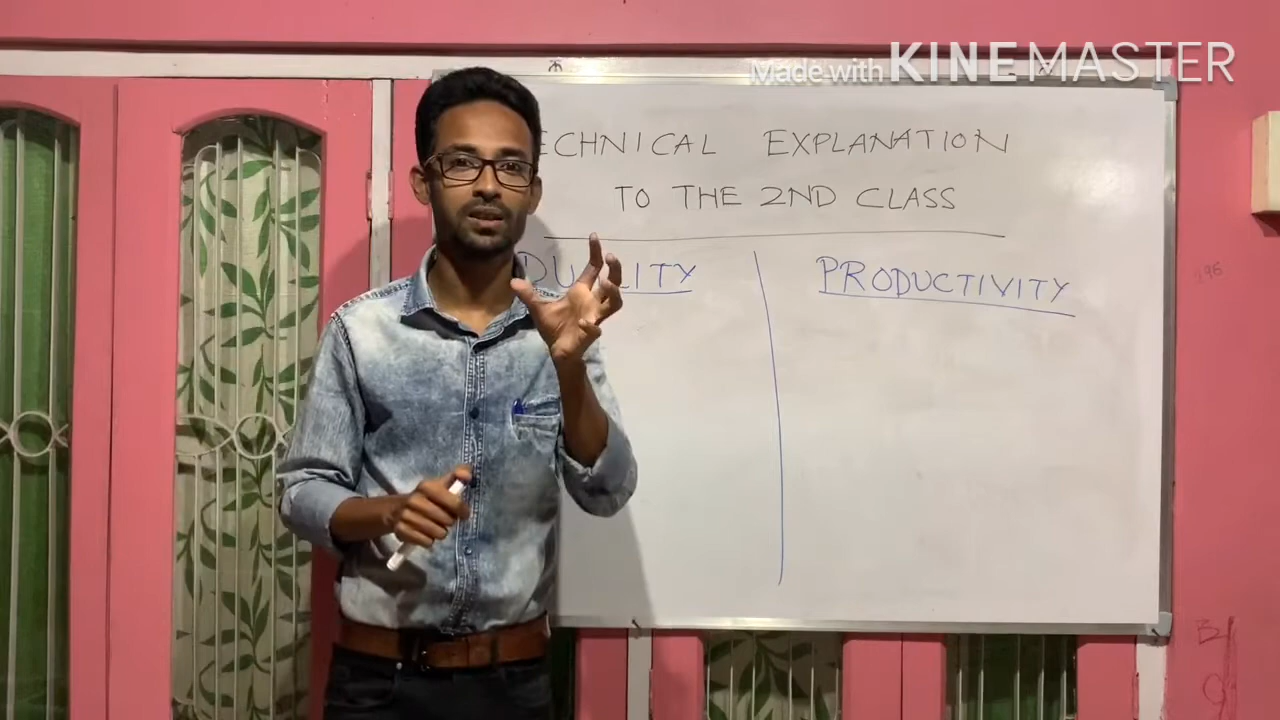 Made with KINEMASTER
ECHNICAL EXPLANATION
TO THE 2ND CLASS
PRODUCTIVITY